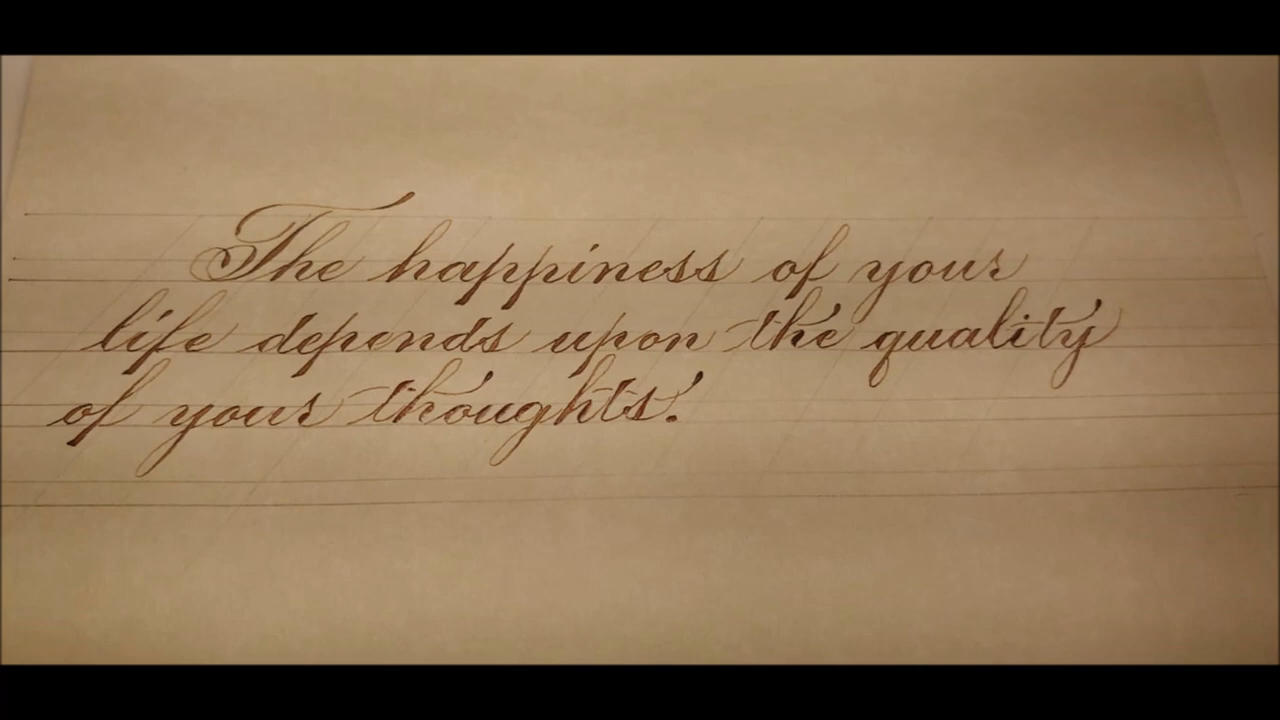 The happiness of your
life depends upon the quality
of your thoughts.